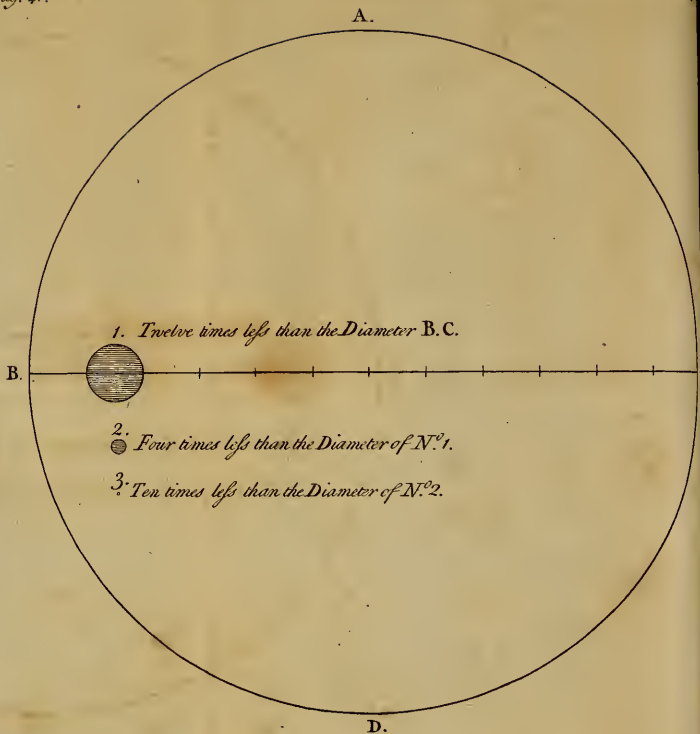 A.
1. Twelve times leſs than the Diameter B.C.
B.
2.
Four times leſs than the Diameter of N.º 1.
3. Ten times leſs than the Diameter of N.º 2.
D.